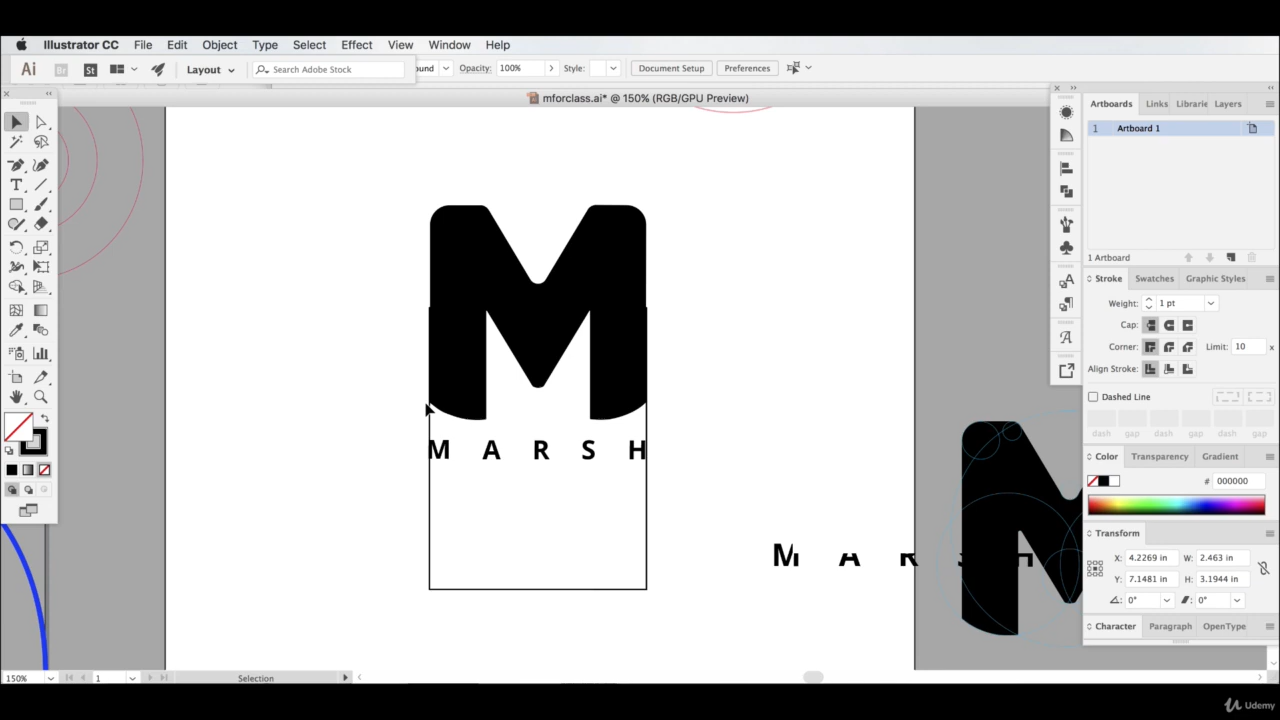 Illustrator CC File Edit Object Type Select Effect View Window Help
Ai Br St Layout Search Adobe Stock ound Opacity: 100% Style: Document Setup Preferences
mforclass.ai* @ 150% (RGB/GPU Preview)
Artboards Links Librarie Layers
1 Artboard 1
1 Artboard
Stroke Swatches Graphic Styles
Weight: 1 pt
Cap:
Corner: Limit: 10 x
Align Stroke:
Dashed Line
dash gap dash gap dash gap
Color Transparency Gradient
# 000000
Transform
X: 4.2269 in W: 2.463 in
Y: 7.1481 in H: 3.1944 in
0° 0°
Character Paragraph OpenType
M
M A R S H
M A R S H
M
150% 1 Selection
Udemy